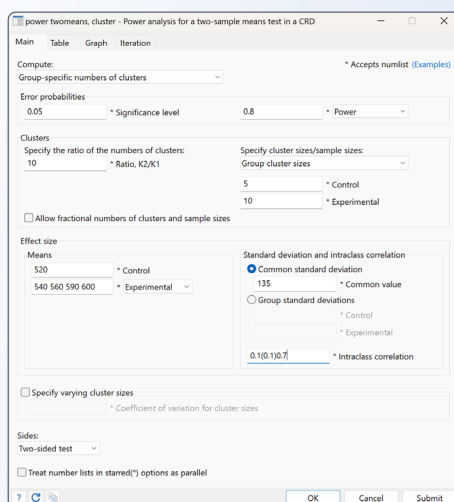 power twomeans, cluster - Power analysis for a two-sample means test in a CRD
Main Table Graph Iteration
Compute: * Accepts numlist (Examples)
Group-specific numbers of clusters
Error probabilities
0.05 * Significance level 0.8 * Power
Clusters
Specify the ratio of the numbers of clusters: Specify cluster sizes/sample sizes:
10 * Ratio, K2/K1 Group cluster sizes
5 * Control
10 * Experimental
Allow fractional numbers of clusters and sample sizes
Effect size
Means Standard deviation and intraclass correlation
520 * Control Common standard deviation
540 560 590 600 * Experimental 135 * Common value
Group standard deviations
* Control
* Experimental
0.1(0.1)0.7 * Intraclass correlation
Specify varying cluster sizes
* Coefficient of variation for cluster sizes
Sides:
Two-sided test
Treat number lists in starred(*) options as parallel
? OK Cancel Submit